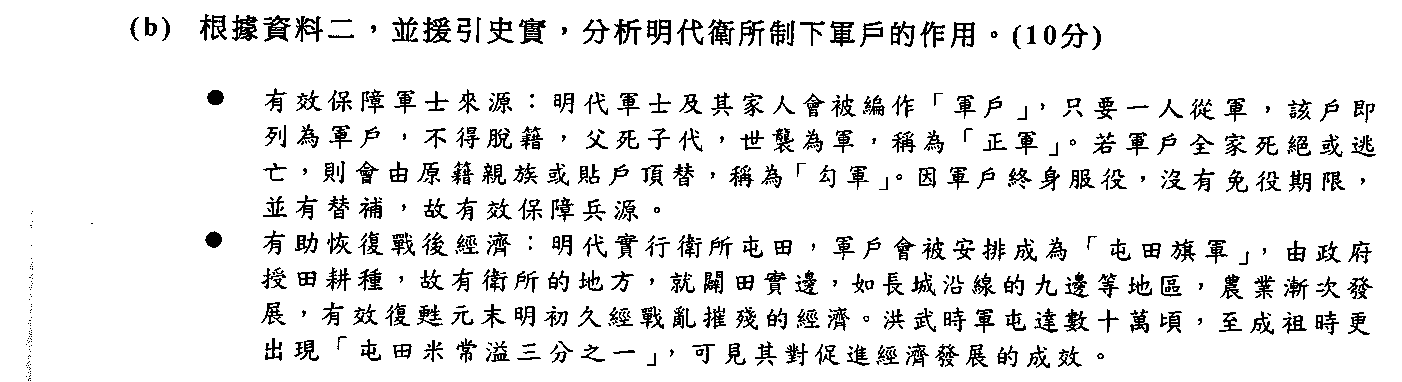 (b) 根據資料二，並援引史實，分析明代衛所制下軍戶的作用。(10分)
● 有效保障軍士來源：明代軍士及其家人會被編作「軍戶」，只要一人從軍，該戶即
列為軍戶，不得脫籍，父死子代，世襲為軍，稱為「正軍」。若軍戶全家死絕或逃
亡，則會由原籍親族或貼戶頂替，稱為「勾軍」。因軍戶終身服役，沒有免役期限，
並有替補，故有效保障兵源。
● 有助恢復戰後經濟：明代實行衛所屯田，軍戶會被安排成為「屯田旗軍」，由政府
授田耕種，故有衛所的地方，就闢田實邊，如長城沿線的九邊等地區，農業漸次發
展，有效復甦元末明初久經戰亂摧殘的經濟。洪武時軍屯達數十萬頃，至成祖時更
出現「屯田米常溢三分之一」，可見其對促進經濟發展的成效。